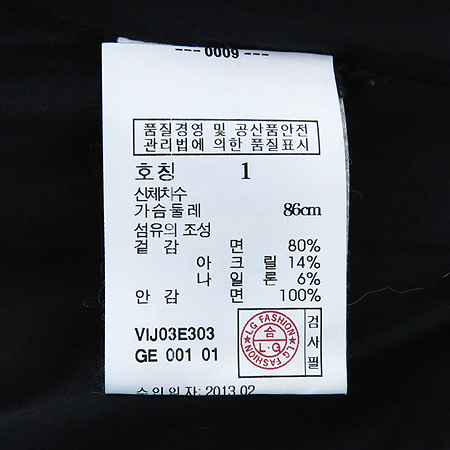 --- 0009 ---
품질경영 및 공산품안전
관리법에 의한 품질표시
호칭 1
신체치수
가슴둘레 86cm
섬유의 조성
겉 감 면 80%
아 크 릴 14%
나 일 론 6%
안 감 면 100%
VIJ03E303
GE 001 01
LG FASHION
합
L·G
LG FASHION
검사필
수입일자: 2013.02